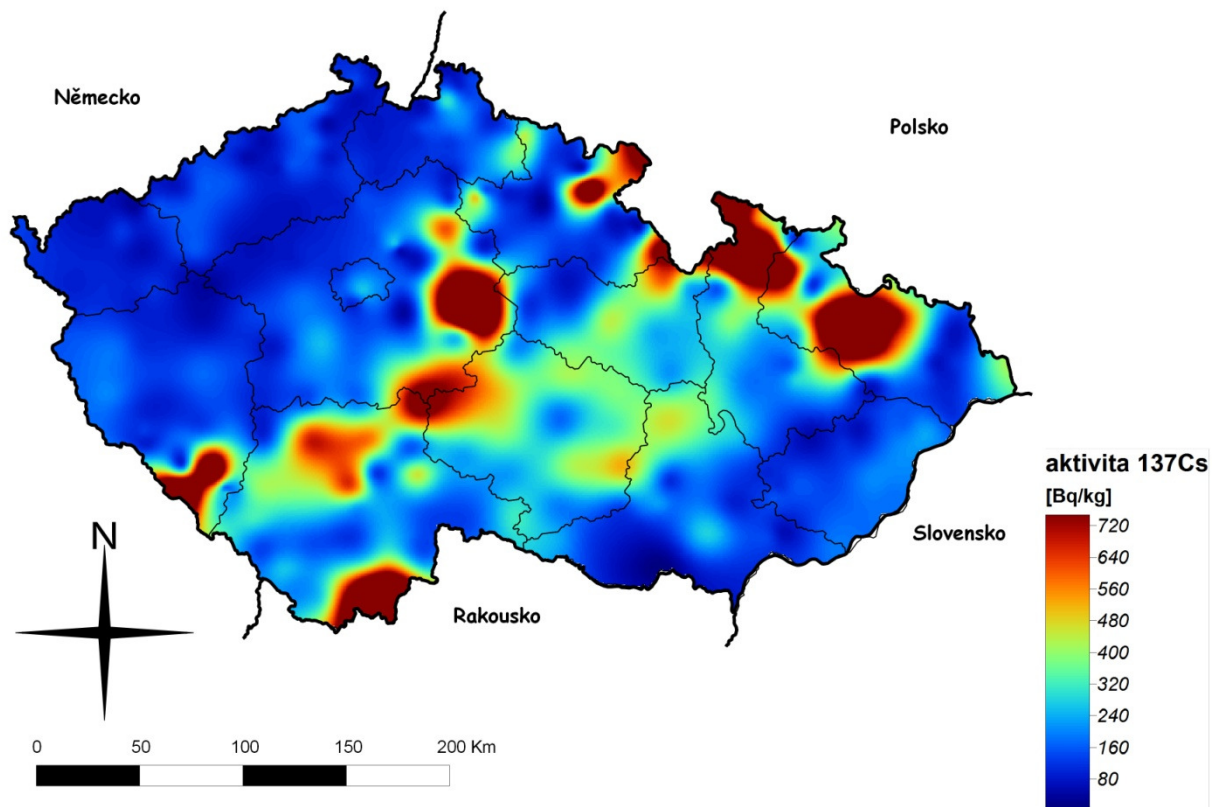 Německo
Polsko
Slovensko
Rakousko
N
0 50 100 150 200 Km
aktivita 137Cs
[Bq/kg]
720
640
560
480
400
320
240
160
80